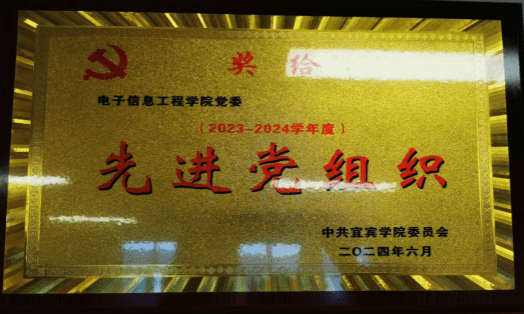 奖 给
电子信息工程学院党委
（2023-2024学年度）
先进党组织
中共宜宾学院委员会
二〇二四年六月